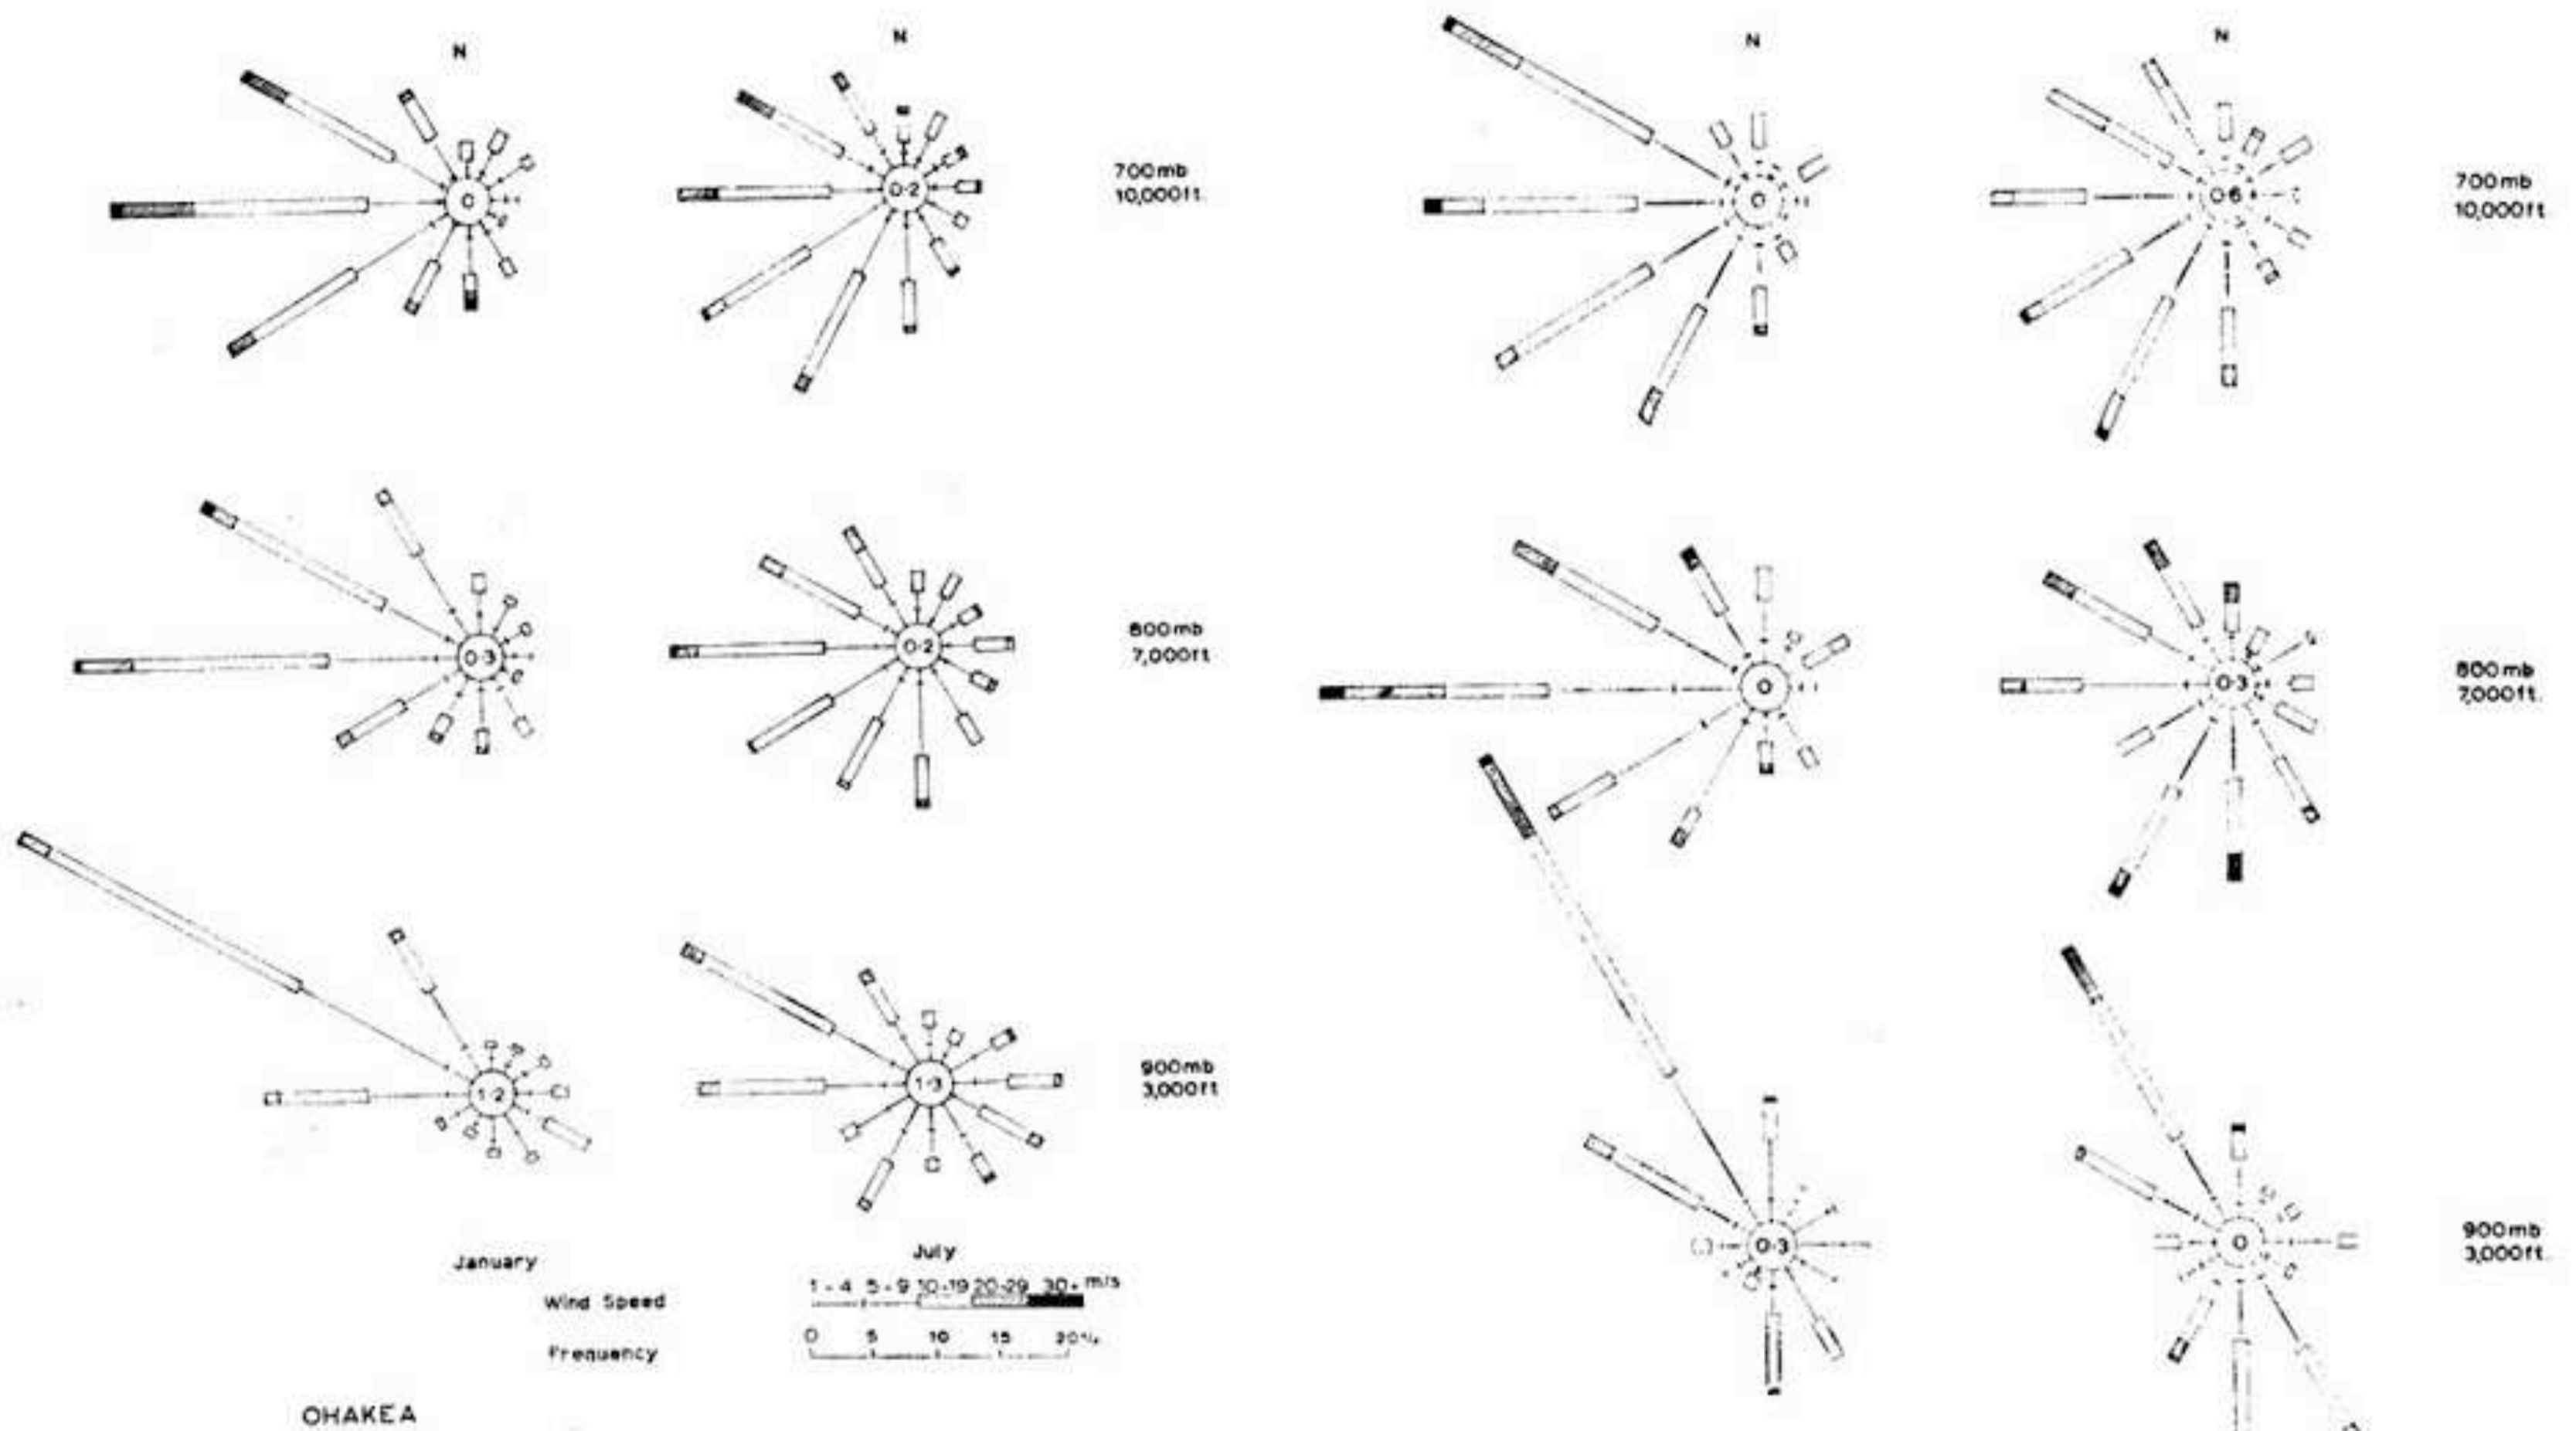 N
N
N
N
0
0·2
700mb
10,000ft.
0
0·6
700mb
10,000ft
0·3
0·2
800mb
7,000ft
0
0·3
800mb
7,000ft.
1·2
1·3
900mb
3,000ft
0·3
0
900mb
3,000ft.
January
July
Wind Speed
1-4 5-9 10-19 20-29 30+ m/s
Frequency
0 5 10 15 20%
OHAKEA